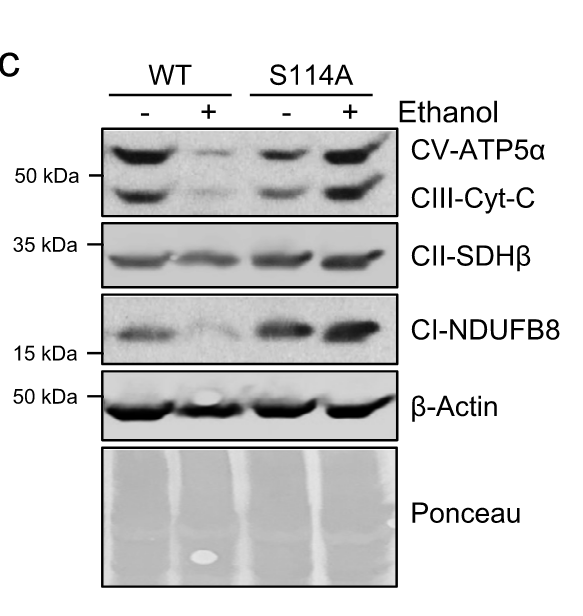 C
WT S114A
- + - + Ethanol
CV-ATP5α
50 kDa
CIII-Cyt-C
35 kDa
CII-SDHβ
CI-NDUFB8
15 kDa
50 kDa
β-Actin
Ponceau